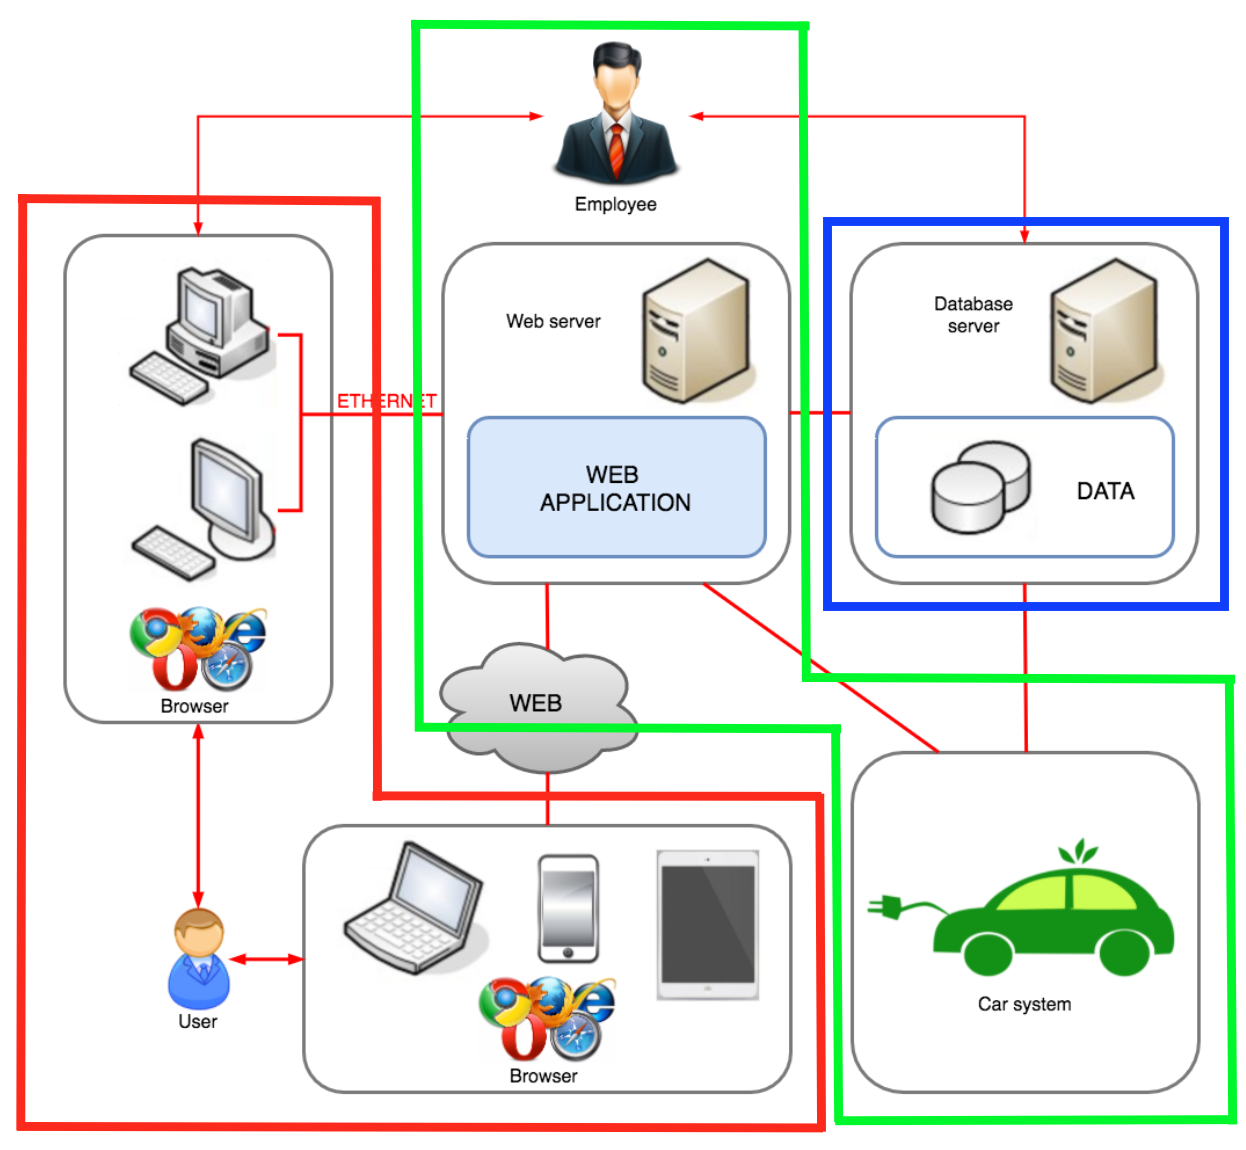 Employee
Web server
Database
server
ETHERNET
WEB
APPLICATION
DATA
Browser
WEB
User
Browser
Car system